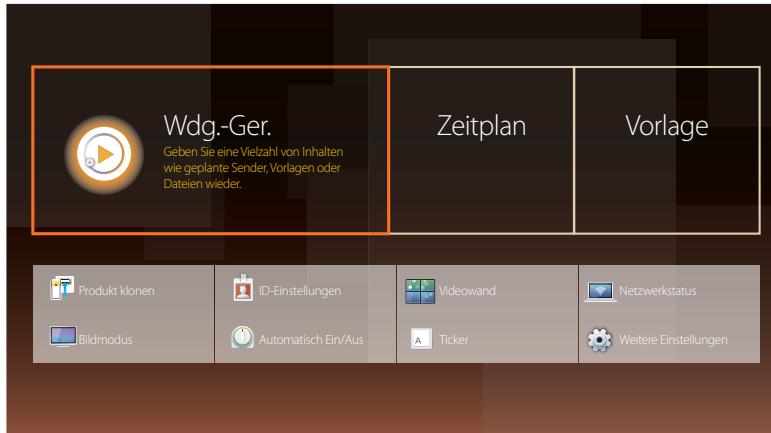 Wdg.-Ger.
Geben Sie eine Vielzahl von Inhalten
wie geplante Sender, Vorlagen oder
Dateien wieder.
Zeitplan
Vorlage
Produkt klonen
ID-Einstellungen
Videowand
Netzwerkstatus
Bildmodus
Automatisch Ein/Aus
A
Ticker
Weitere Einstellungen